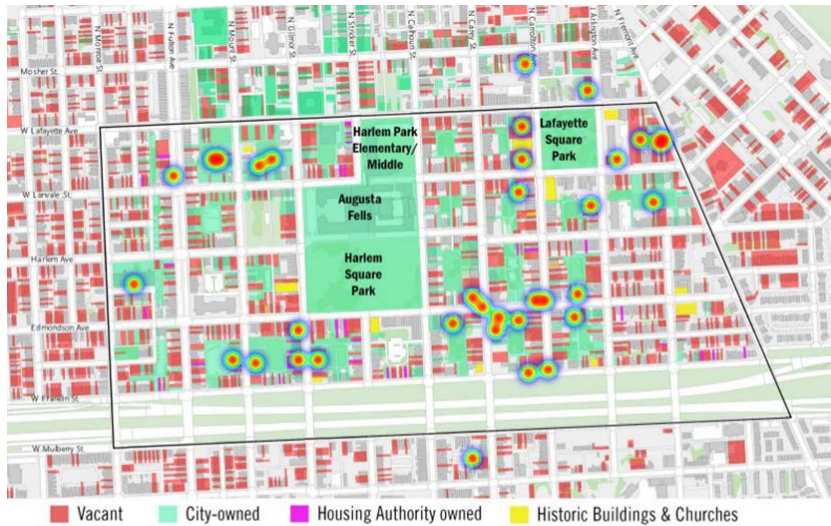 N Monroe St.
N Fulton Ave
N Mount St.
N Gilmor St.
N Stricker St.
N Calhoun St.
N Carey St.
N Carrollton Ave
N Arlington Ave
N Fremont Ave
Mosher St.
W Lafayette Ave
Harlem Park
Elementary/
Middle
Lafayette
Square
Park
W Lanvale St.
Augusta
Fells
Harlem Ave
Harlem
Square
Park
Edmondson Ave
W Franklin St.
W Mulberry St.
Vacant
City-owned
Housing Authority owned
Historic Buildings & Churches